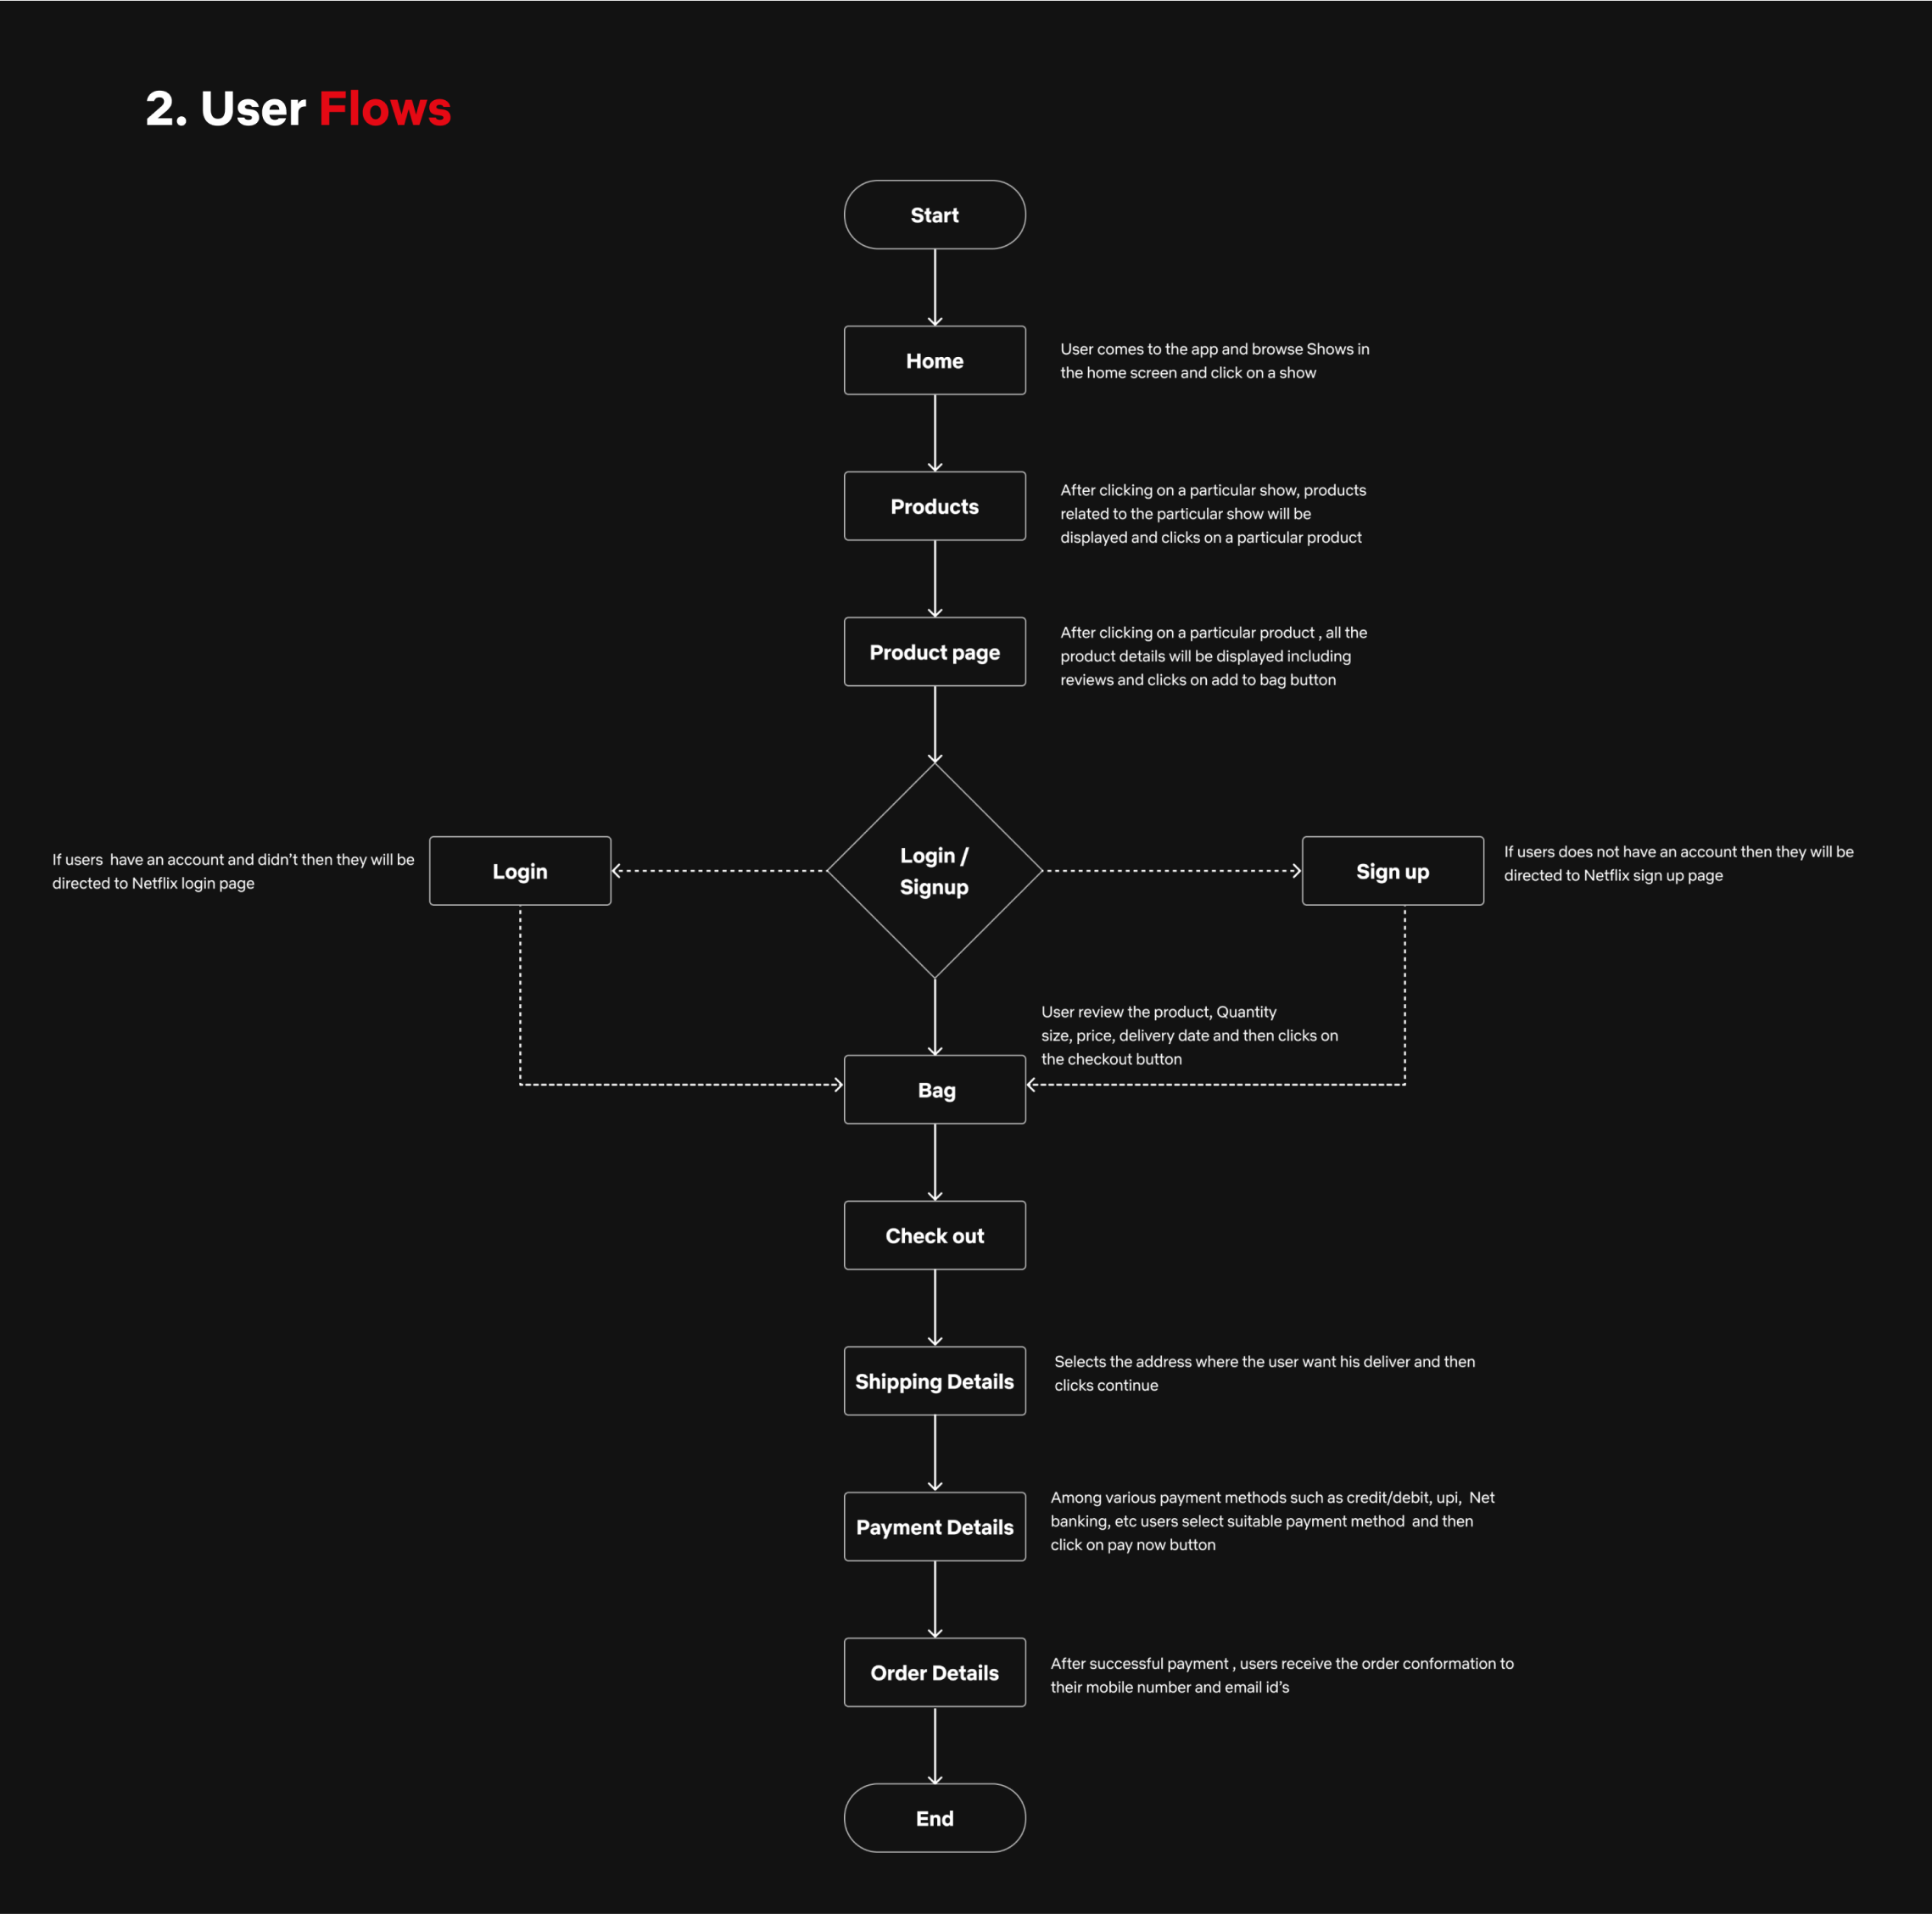 2. User Flows
Start
Home
User comes to the app and browse Shows in
the home screen and click on a show
Products
After clicking on a particular show, products
related to the particular show will be
displayed and clicks on a particular product
Product page
After clicking on a particular product , all the
product details will be displayed including
reviews and clicks on add to bag button
If users  have an account and didn’t then they will be
directed to Netflix login page
Login
Login /
Signup
Sign up
If users does not have an account then they will be
directed to Netflix sign up page
User review the product, Quantity
size, price, delivery date and then clicks on
the checkout button
Bag
Check out
Shipping Details
Selects the address where the user want his deliver and then
clicks continue
Payment Details
Among various payment methods such as credit/debit, upi,  Net
banking, etc users select suitable payment method  and then
click on pay now button
Order Details
After successful payment , users receive the order conformation to
their mobile number and email id’s
End